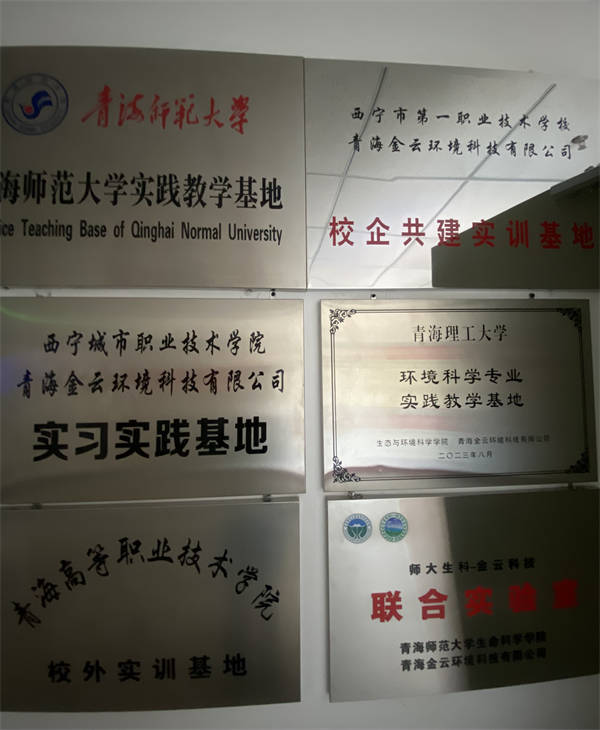 青海师范大学
海师范大学实践教学基地
ice Teaching Base of Qinghai Normal University
西宁市第一职业技术学校
青海金云环境科技有限公司
校企共建实训基地
西宁城市职业技术学院
青海金云环境科技有限公司
实习实践基地
青海理工大学
环境科学专业
实践教学基地
生态与环境科学学院 青海金云环境科技有限公司
二〇二三年八月
青海高等职业技术学院
校外实训基地
师大生科-金云科技
联合实验室
青海师范大学生命科学学院
青海金云环境科技有限公司